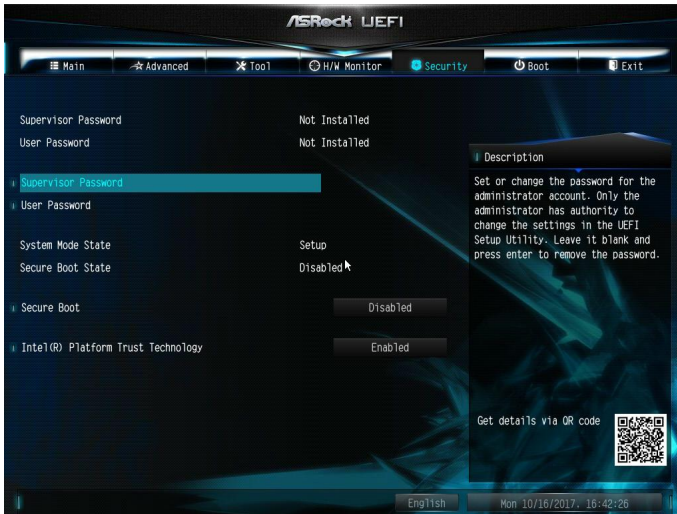 ASRock UEFI
Main Advanced Tool H/W Monitor Security Boot Exit
Supervisor Password Not Installed
User Password Not Installed
Supervisor Password
User Password
System Mode State Setup
Secure Boot State Disabled
Secure Boot Disabled
Intel(R) Platform Trust Technology Enabled
Description
Set or change the password for the
administrator account. Only the
administrator has authority to
change the settings in the UEFI
Setup Utility. Leave it blank and
press enter to remove the password.
Get details via QR code
English Mon 10/16/2017, 16:42:26